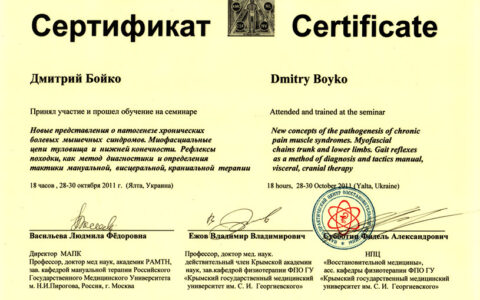 Сертификат
Certificate
Дмитрий Бойко
Dmitry Boyko
Принял участие и прошел обучение на семинаре
Attended and trained at the seminar
Новые представления о патогенезе хронических
болевых мышечных синдромов. Миофасциальные
цепи туловища и нижней конечности. Рефлексы
походки, как метод диагностики и определения
тактики мануальной, висцеральной, краниальной терапии
New concepts of the pathogenesis of chronic
pain muscle syndromes. Myofascial
chains trunk and lower limbs. Gait reflexes
as a method of diagnosis and tactics manual,
visceral, cranial therapy
18 часов , 28-30 октября 2011 г. (Ялта, Украина)
18 hours, 28-30 October 2011 (Yalta, Ukraine)
Васильева Людмила Фёдоровна
Ежов Владимир Владимирович
Фидель Александрович
Директор МАПК
Профессор, доктор мед. наук, академик РАМТН,
зав. кафедрой мануальной терапии Российского
Государственного Медицинского Университета
м. Н.И.Пирогова, Россия, г. Москва
Профессор, доктор мед. наук.
действительный член Крымской академии
наук, зав.кафедрой физиотерапии ФПО ГУ
«Крымский государственный медицинский
университет им. С. И. Георгиевского»
НПЦ
«Восстановительной медицины»,
асс. кафедры физиотерапии ФПО ГУ
«Крымский государственный медицинский
университет им. С. И. Георгиевского»